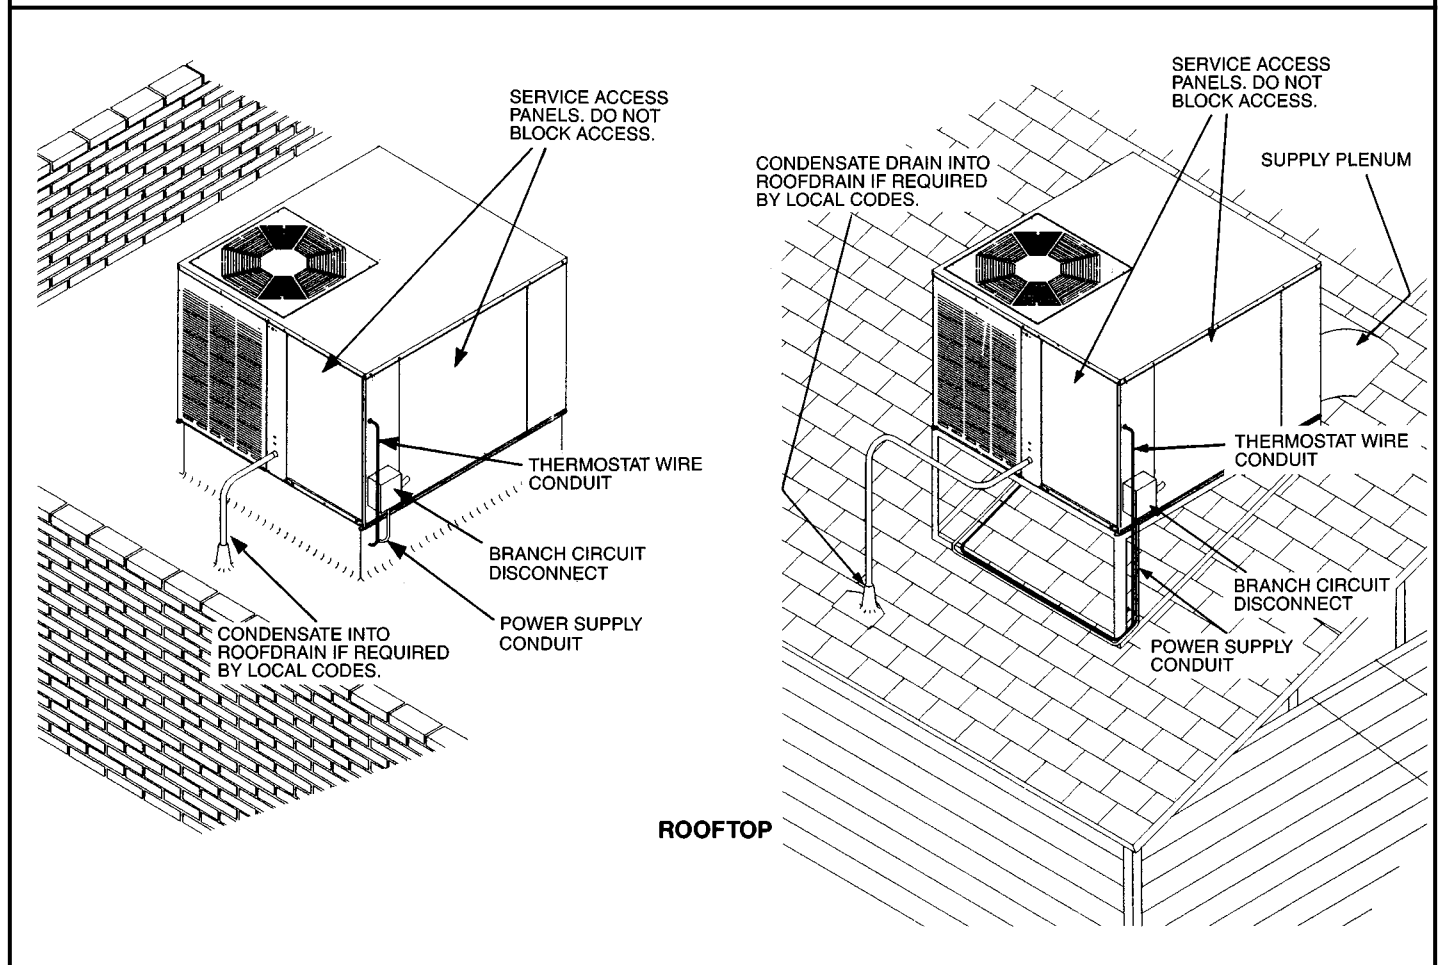 SERVICE ACCESS
PANELS. DO NOT
BLOCK ACCESS.
THERMOSTAT WIRE
CONDUIT
BRANCH CIRCUIT
DISCONNECT
POWER SUPPLY
CONDUIT
CONDENSATE INTO
ROOFDRAIN IF REQUIRED
BY LOCAL CODES.
SERVICE ACCESS
PANELS. DO NOT
BLOCK ACCESS.
CONDENSATE DRAIN INTO
ROOFDRAIN IF REQUIRED
BY LOCAL CODES.
SUPPLY PLENUM
THERMOSTAT WIRE
CONDUIT
BRANCH CIRCUIT
DISCONNECT
POWER SUPPLY
CONDUIT
ROOFTOP